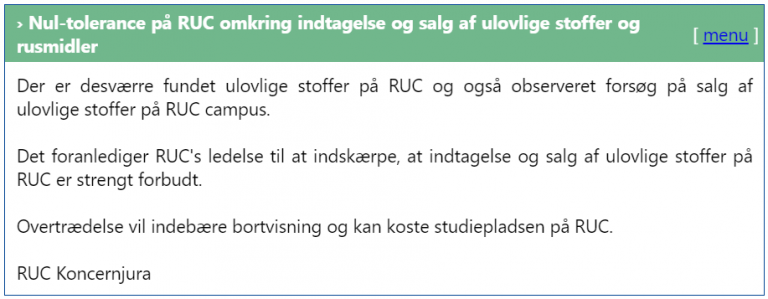 › Nul-tolerance på RUC omkring indtagelse og salg af ulovlige stoffer og
rusmidler
[ menu ]
Der er desværre fundet ulovlige stoffer på RUC og også observeret forsøg på salg af
ulovlige stoffer på RUC campus.
Det foranlediger RUC's ledelse til at indskærpe, at indtagelse og salg af ulovlige stoffer på
RUC er strengt forbudt.
Overtrædelse vil indebære bortvisning og kan koste studiepladsen på RUC.
RUC Koncernjura